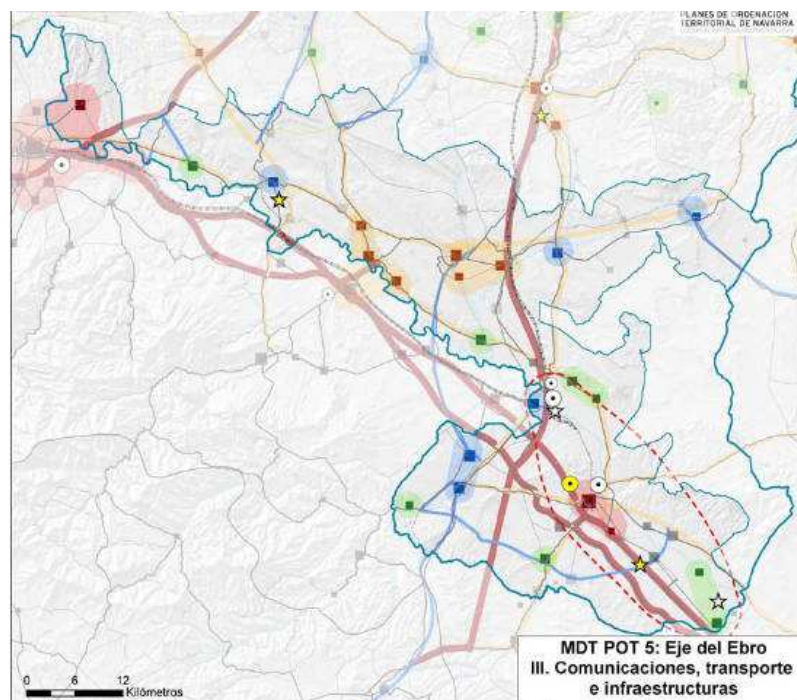 PLANES DE ORDENACIÓN
TERRITORIAL DE NAVARRA
0 3 6 12
Kilómetros
MDT POT 5: Eje del Ebro
III. Comunicaciones, transporte
e infraestructuras